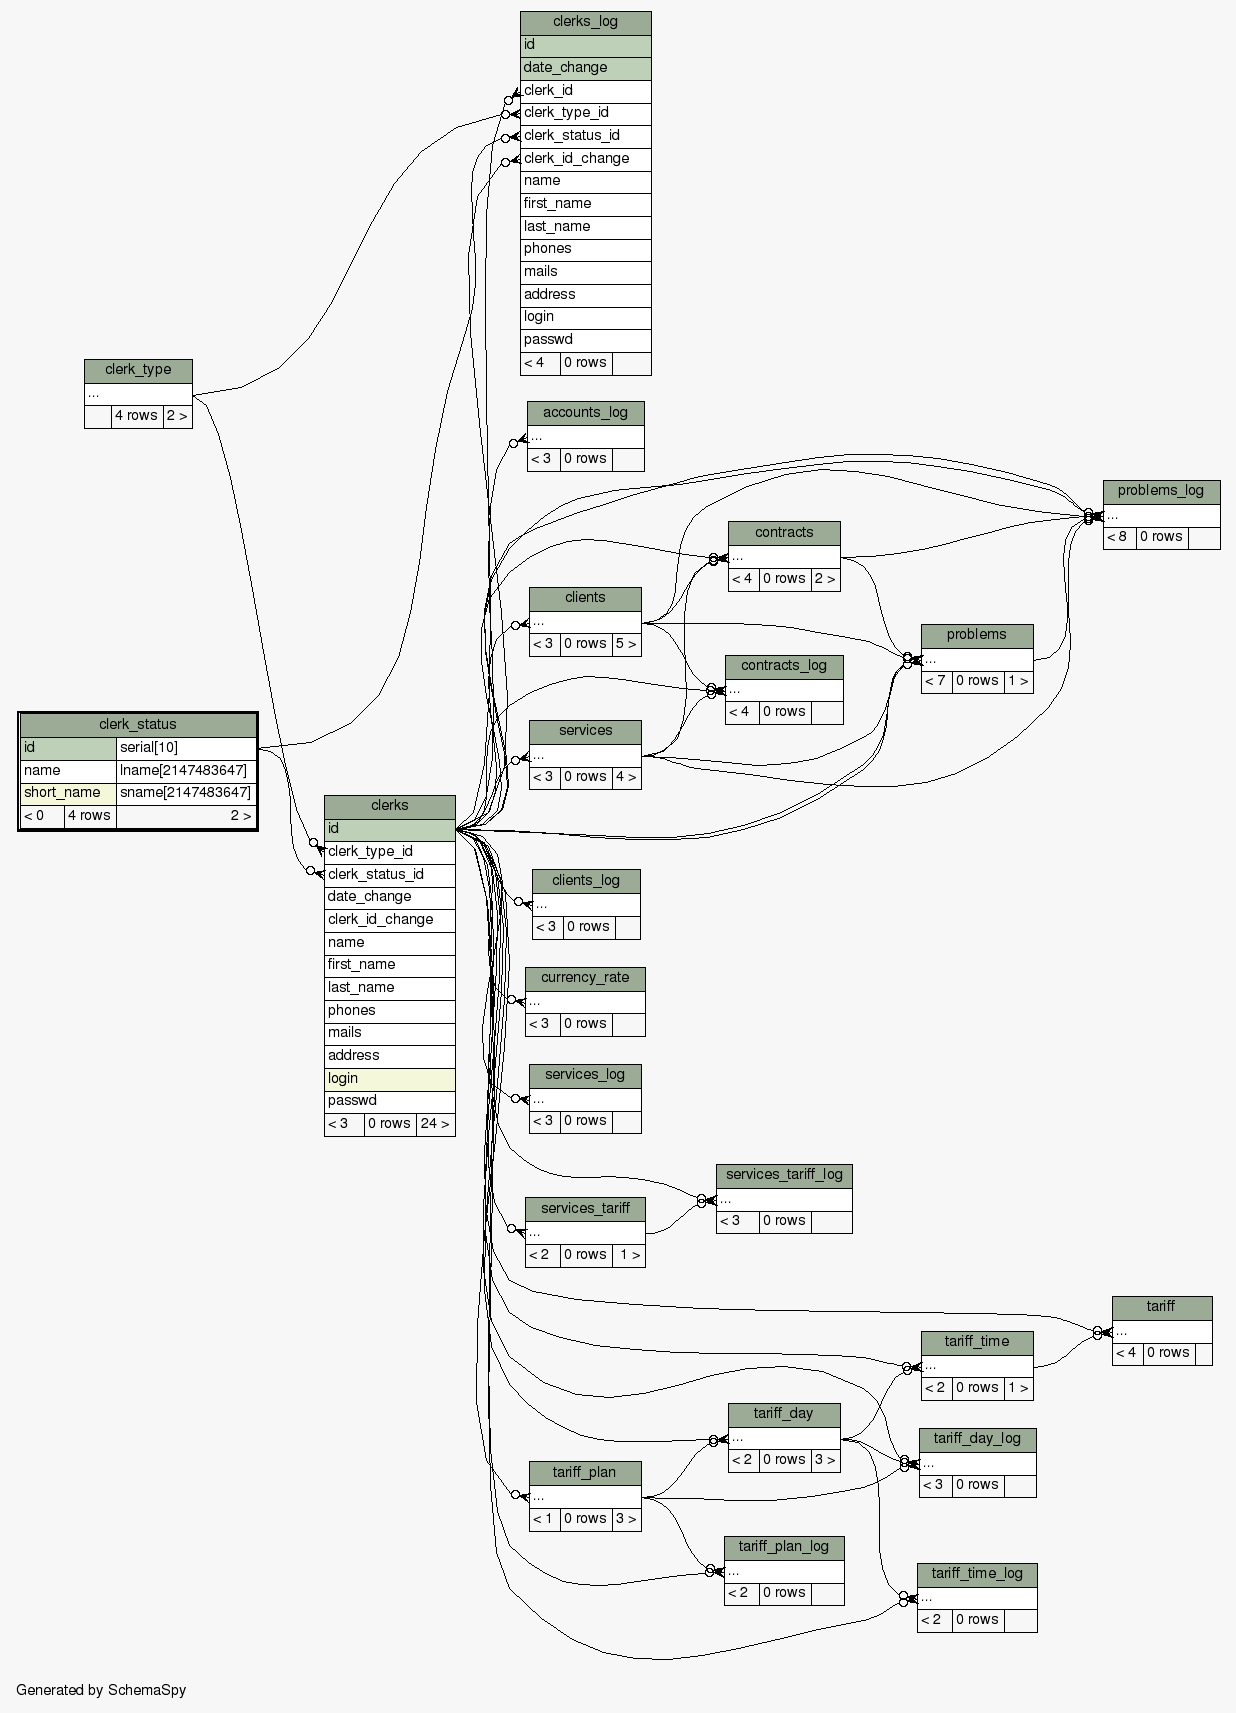 clerks_log
id
date_change
clerk_id
clerk_type_id
clerk_status_id
clerk_id_change
name
first_name
last_name
phones
mails
address
login
passwd
< 4 0 rows
clerk_type
...
4 rows 2 >
accounts_log
...
< 3 0 rows
problems_log
...
< 8 0 rows
contracts
...
< 4 0 rows 2 >
clients
...
< 3 0 rows 5 >
problems
...
< 7 0 rows 1 >
contracts_log
...
< 4 0 rows
clerk_status
id serial[10]
name lname[2147483647]
short_name sname[2147483647]
< 0 4 rows 2 >
services
...
< 3 0 rows 4 >
clerks
id
clerk_type_id
clerk_status_id
date_change
clerk_id_change
name
first_name
last_name
phones
mails
address
login
passwd
< 3 0 rows 24 >
clients_log
...
< 3 0 rows
currency_rate
...
< 3 0 rows
services_log
...
< 3 0 rows
services_tariff_log
...
< 3 0 rows
services_tariff
...
< 2 0 rows 1 >
tariff
...
< 4 0 rows
tariff_time
...
< 2 0 rows 1 >
tariff_day
...
< 2 0 rows 3 >
tariff_day_log
...
< 3 0 rows
tariff_plan
...
< 1 0 rows 3 >
tariff_plan_log
...
< 2 0 rows
tariff_time_log
...
< 2 0 rows
Generated by SchemaSpy